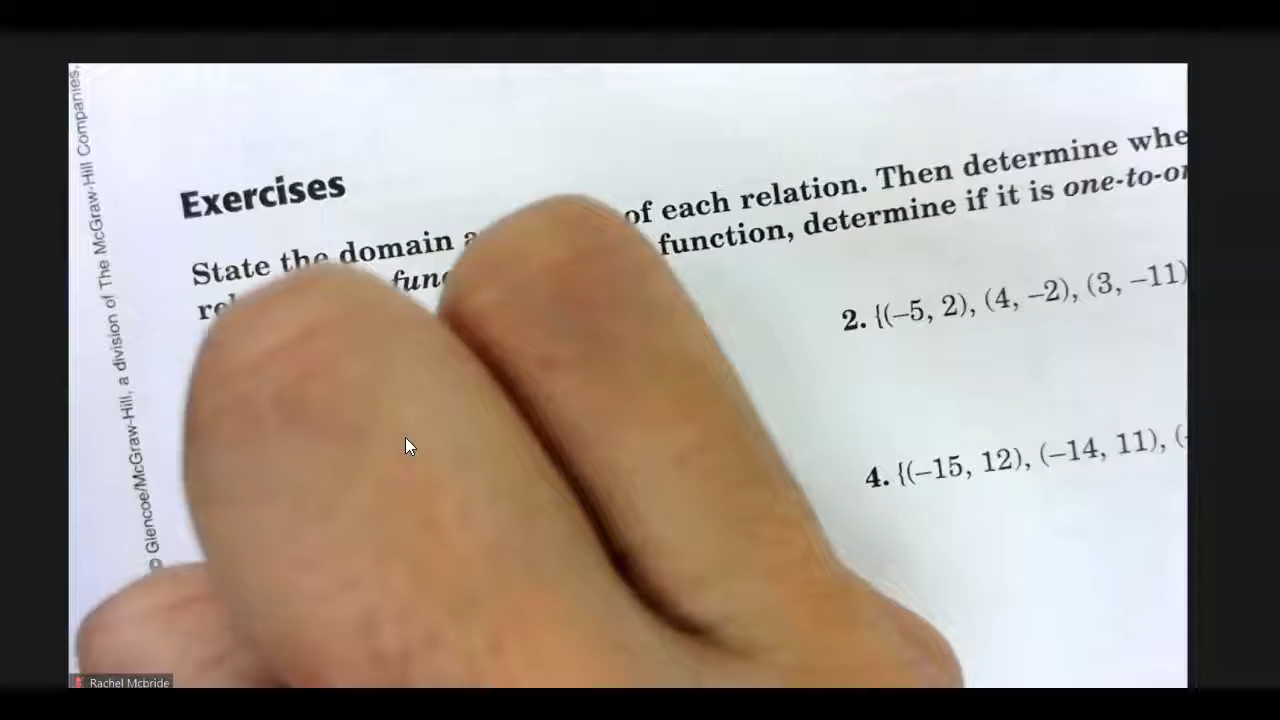 © Glencoe/McGraw-Hill, a division of The McGraw-Hill Companies,
Exercises
State the domain of each relation. Then determine whe
func function, determine if it is one-to-o
2. {(–5, 2), (4, –2), (3, –11)
4. {(–15, 12), (–14, 11), (
Rachel Mcbride